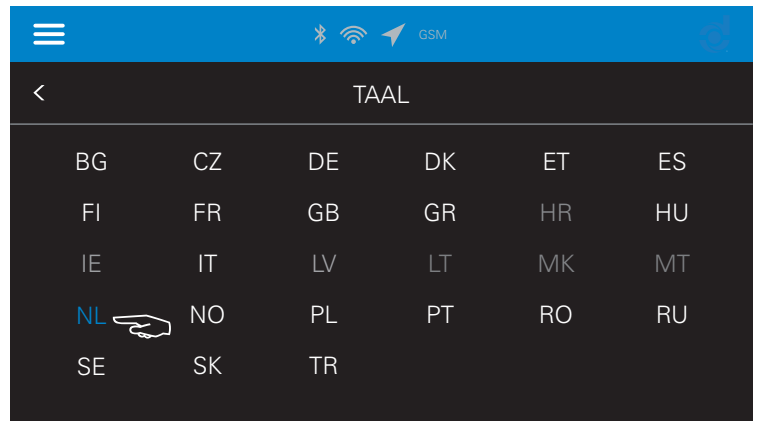 GSM
TAAL
BG CZ DE DK ET ES
FI FR GB GR HR HU
IE IT LV LT MK MT
NL NO PL PT RO RU
SE SK TR